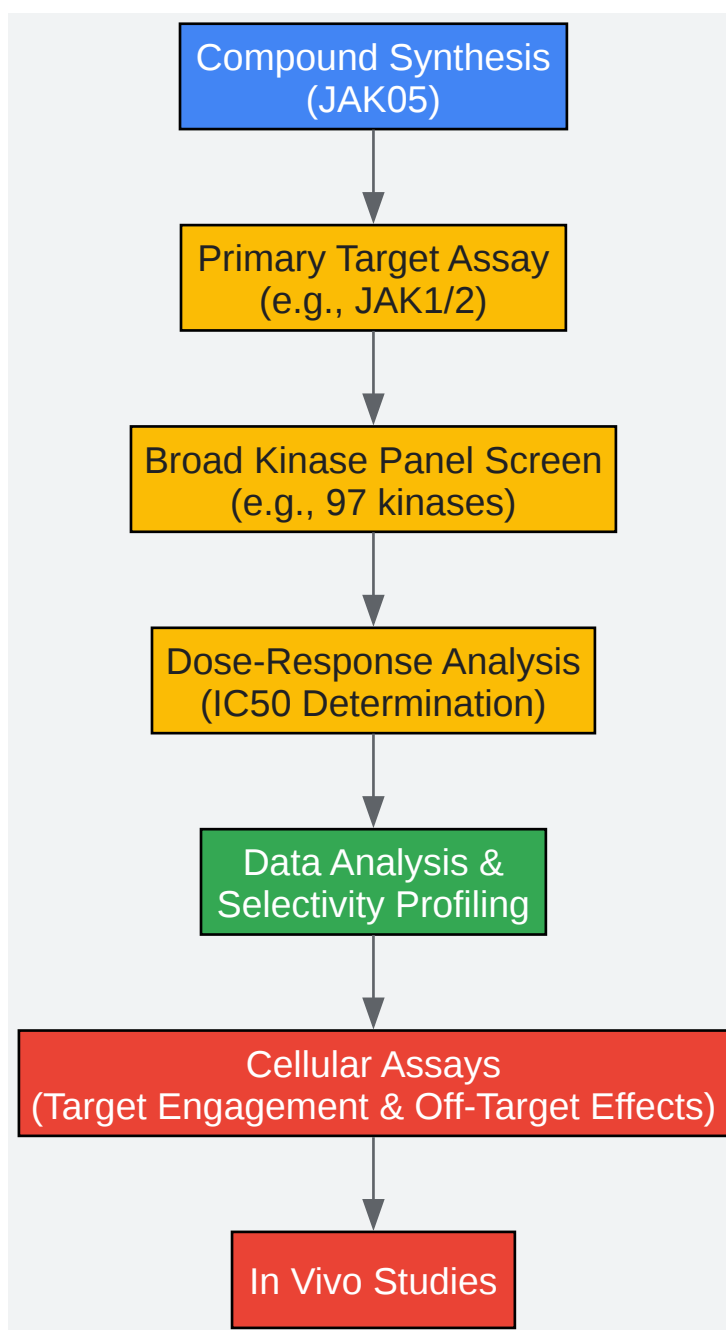 Compound Synthesis
(JAK05)
Primary Target Assay
(e.g., JAK1/2)
Broad Kinase Panel Screen
(e.g., 97 kinases)
Dose-Response Analysis
(IC50 Determination)
Data Analysis &
Selectivity Profiling
Cellular Assays
(Target Engagement & Off-Target Effects)
In Vivo Studies